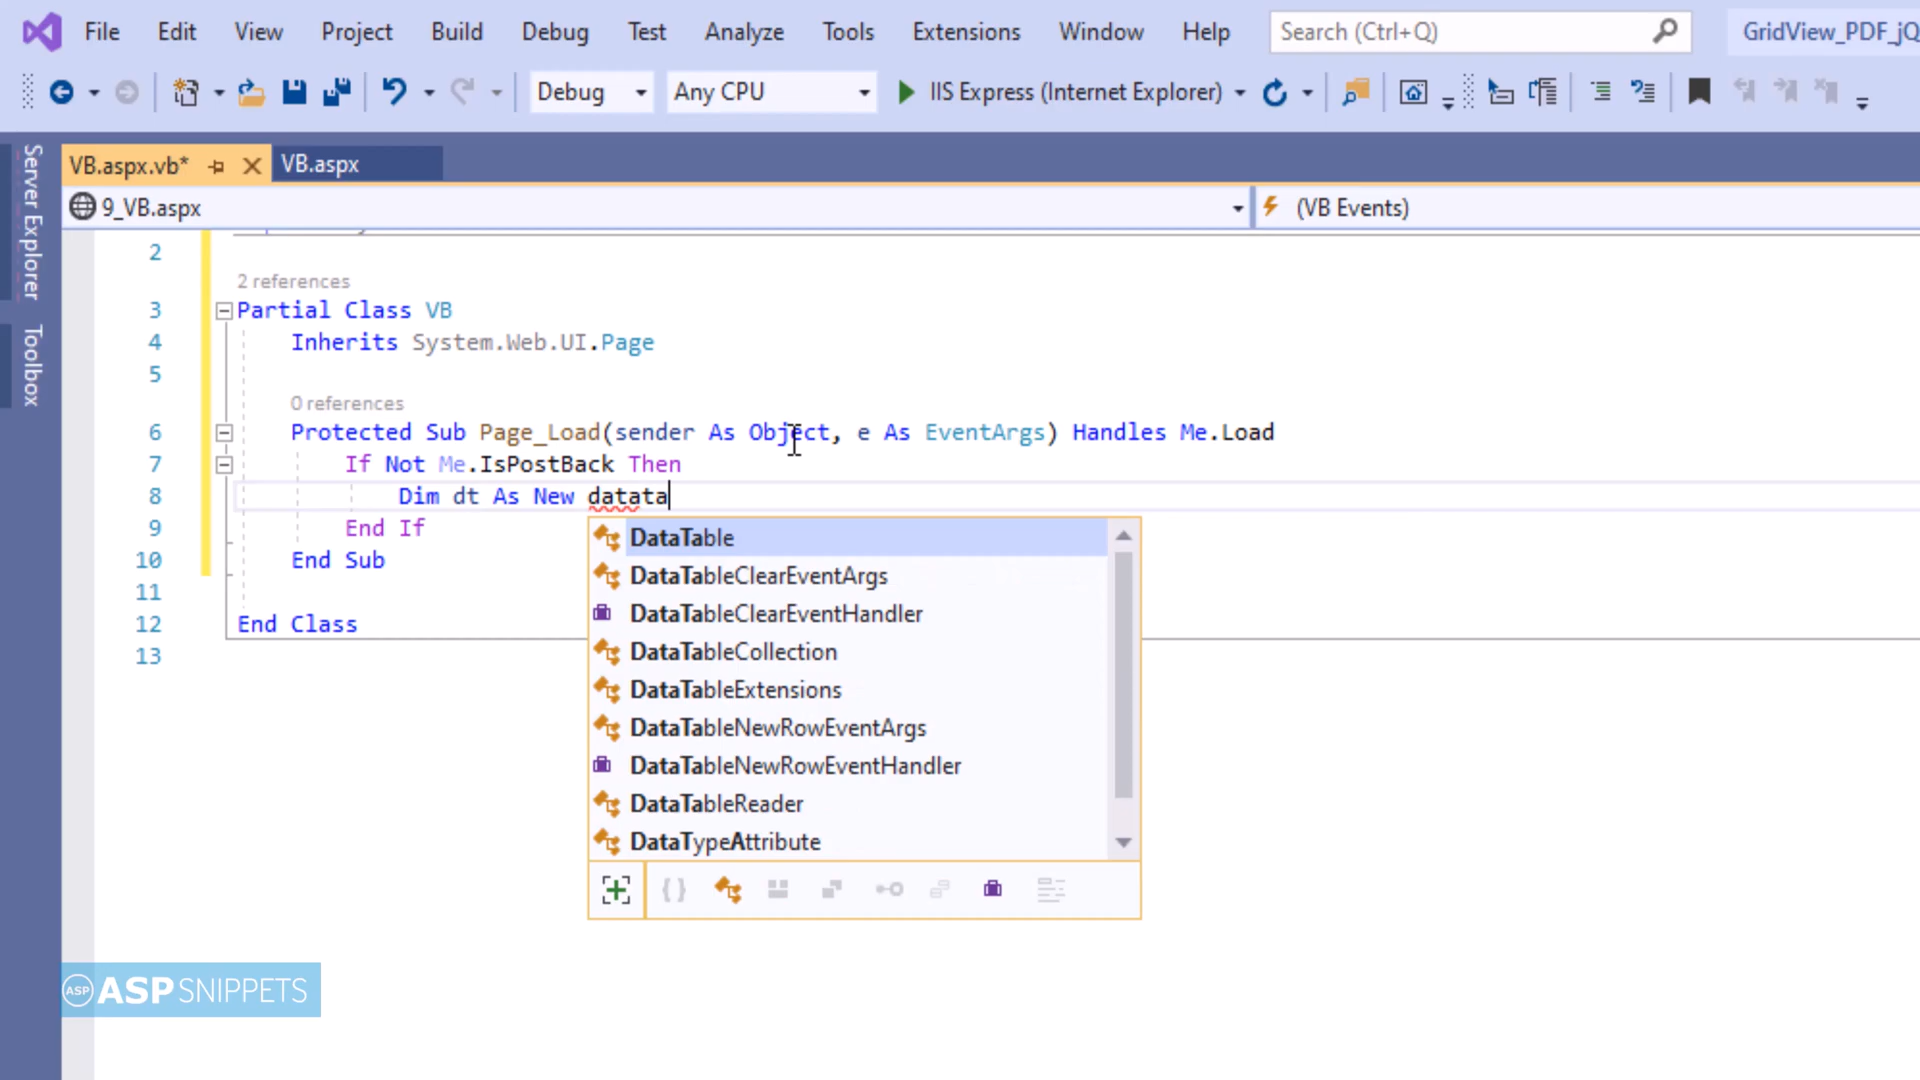 File Edit View Project Build Debug Test Analyze Tools Extensions Window Help Search (Ctrl+Q) GridView_PDF_jQ
Debug Any CPU IIS Express (Internet Explorer)
Server Explorer
Toolbox
VB.aspx.vb* VB.aspx
9_VB.aspx (VB Events)
2
2 references
3 Partial Class VB
4 Inherits System.Web.UI.Page
5
0 references
6 Protected Sub Page_Load(sender As Object, e As EventArgs) Handles Me.Load
7 If Not Me.IsPostBack Then
8 Dim dt As New datata
9 End If
10 End Sub
11
12 End Class
13
DataTable
DataTableClearEventArgs
DataTableClearEventHandler
DataTableCollection
DataTableExtensions
DataTableNewRowEventArgs
DataTableNewRowEventHandler
DataTableReader
DataTypeAttribute
ASP ASPSNIPPETS